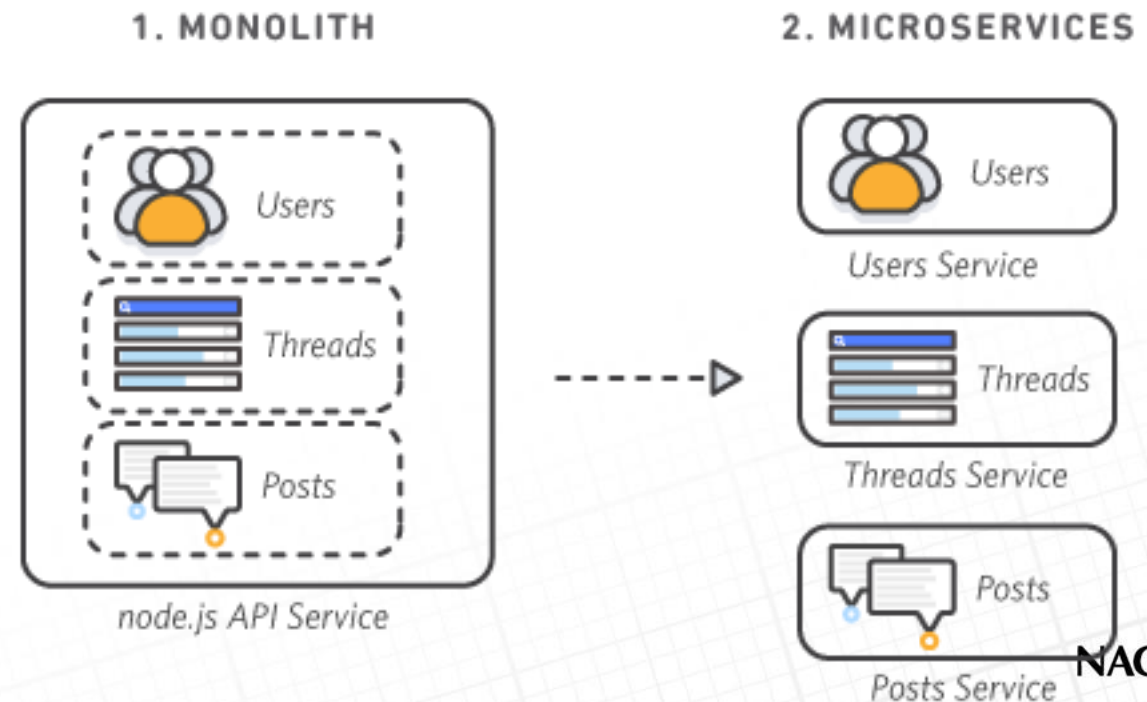 1. MONOLITH
Users
Threads
Posts
node.js API Service
2. MICROSERVICES
Users
Users Service
Threads
Threads Service
Posts
Posts Service